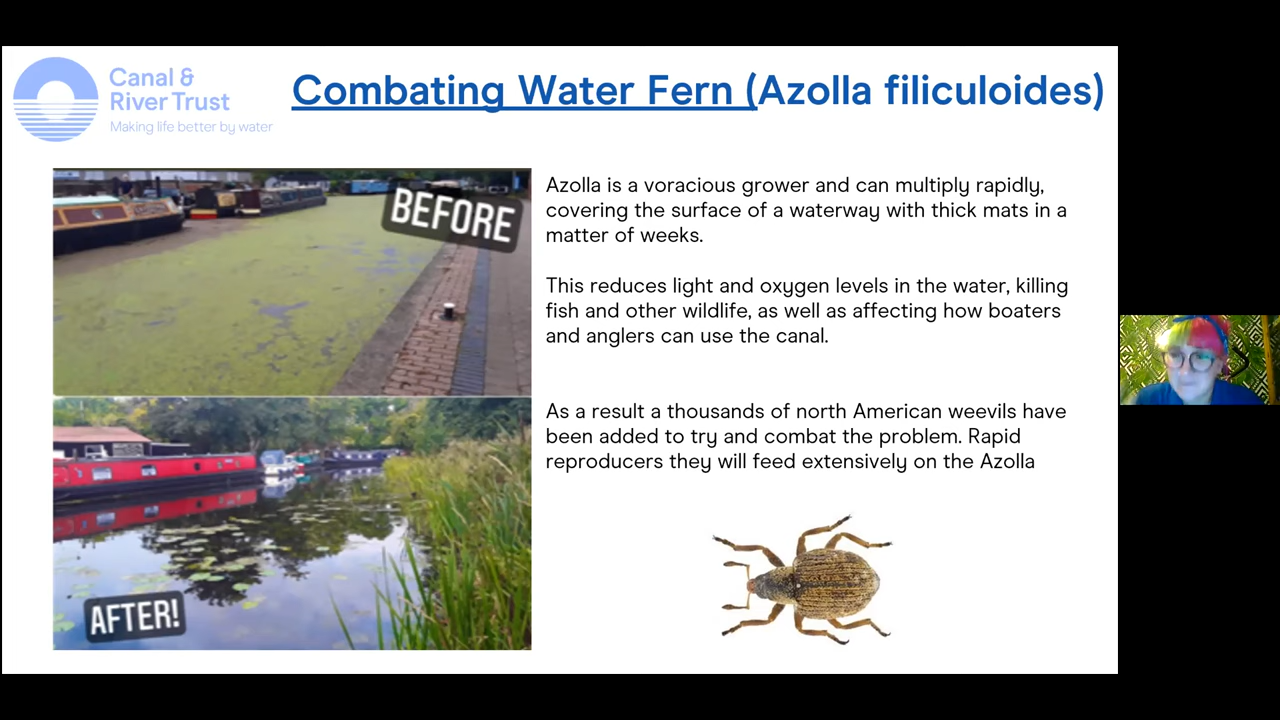 Canal &
River Trust
Making life better by water
Combating Water Fern (Azolla filiculoides)
BEFORE
Azolla is a voracious grower and can multiply rapidly,
covering the surface of a waterway with thick mats in a
matter of weeks.
This reduces light and oxygen levels in the water, killing
fish and other wildlife, as well as affecting how boaters
and anglers can use the canal.
As a result a thousands of north American weevils have
been added to try and combat the problem. Rapid
reproducers they will feed extensively on the Azolla
AFTER!